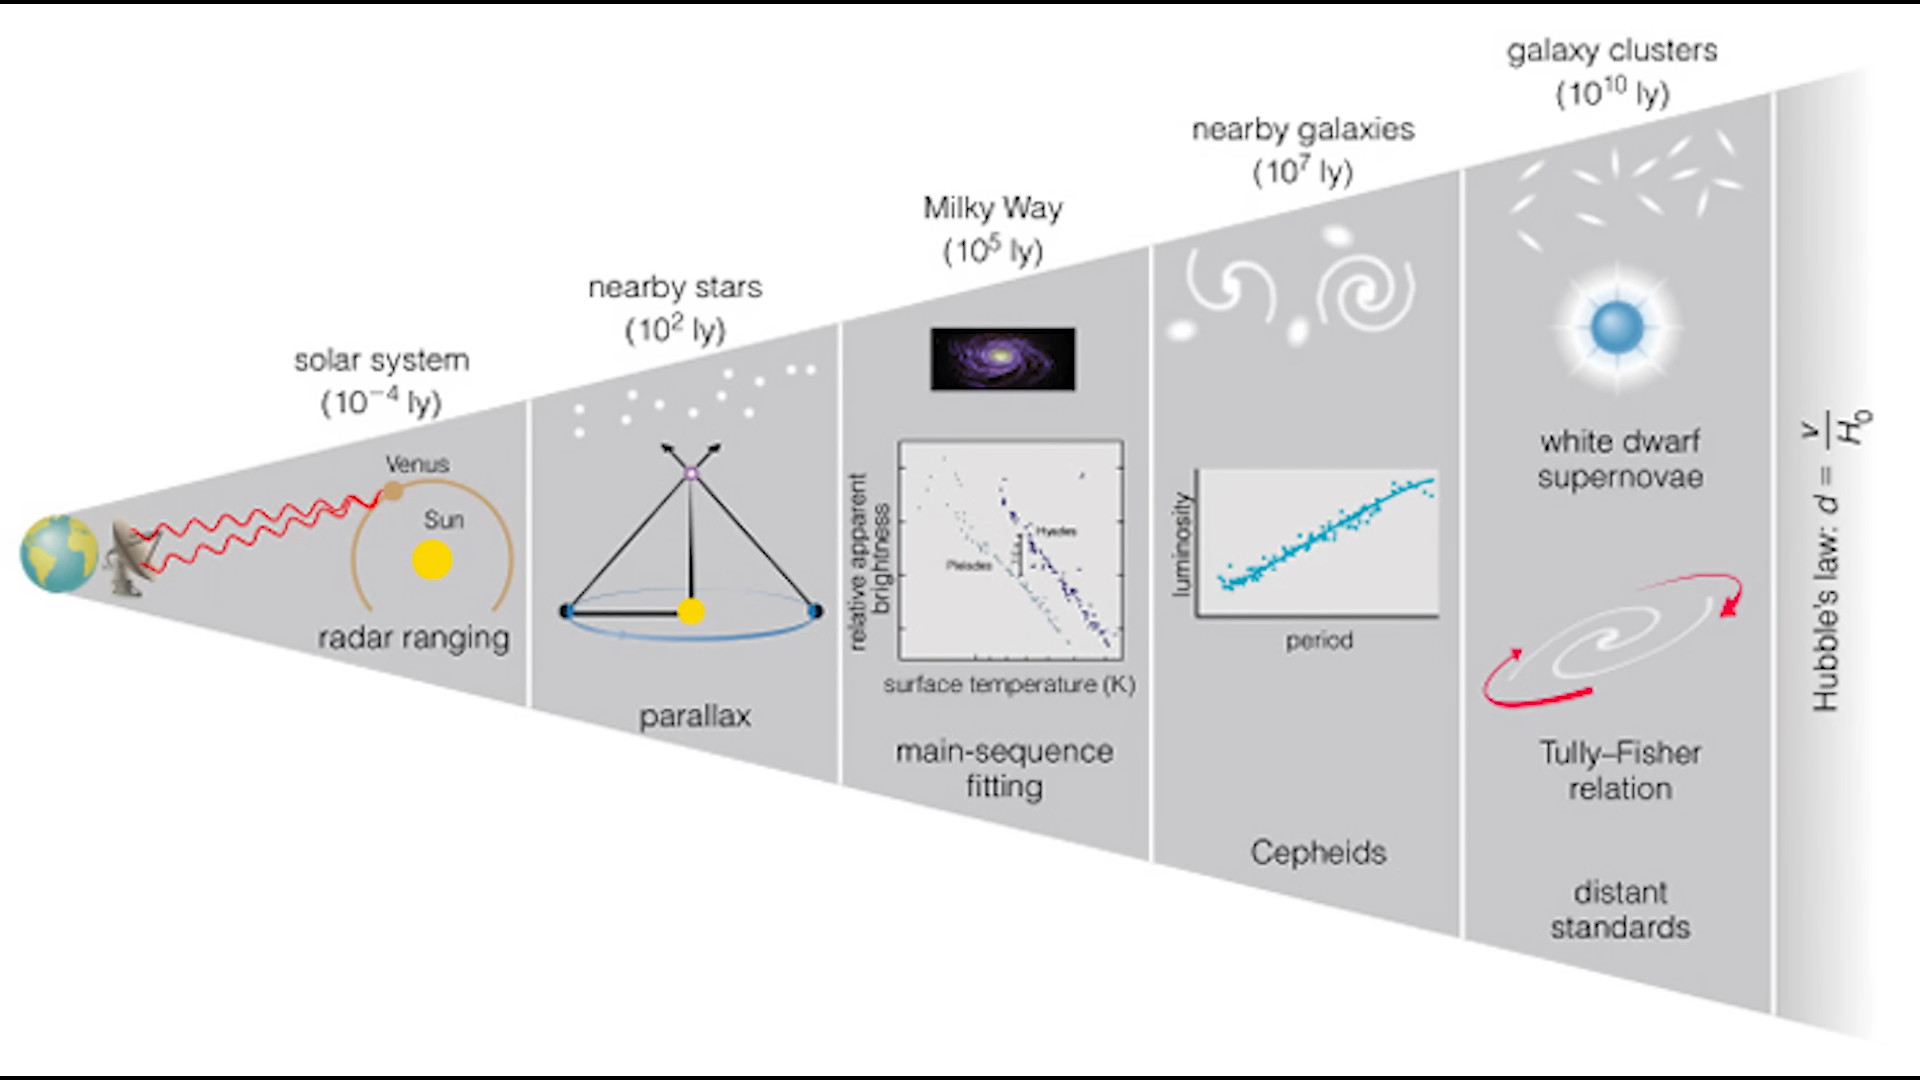 solar system
(10⁻⁴ ly)
Venus
Sun
radar ranging
nearby stars
(10² ly)
parallax
Milky Way
(10⁵ ly)
relative apparent
brightness
Hyades
Pleiades
surface temperature (K)
main-sequence
fitting
nearby galaxies
(10⁷ ly)
luminosity
period
Cepheids
galaxy clusters
(10¹⁰ ly)
white dwarf
supernovae
Tully–Fisher
relation
distant
standards
Hubble's law: d = v/H₀